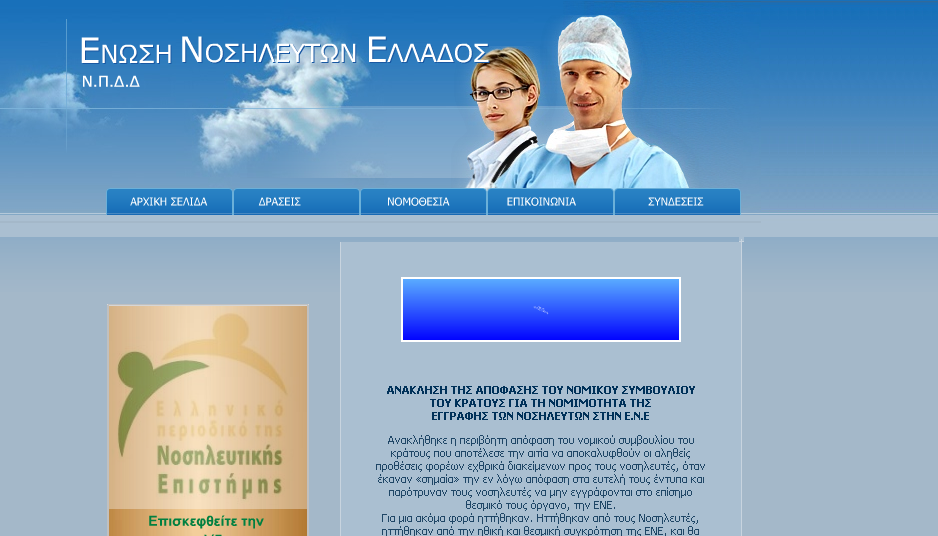 ΕΝΩΣΗ ΝΟΣΗΛΕΥΤΩΝ ΕΛΛΑΔΟΣ
Ν.Π.Δ.Δ
ΑΡΧΙΚΗ ΣΕΛΙΔΑ ΔΡΑΣΕΙΣ ΝΟΜΟΘΕΣΙΑ ΕΠΙΚΟΙΝΩΝΙΑ ΣΥΝΔΕΣΕΙΣ
Ελληνικό
περιοδικό της
Νοσηλευτικής
Επιστήμης
Επισκεφθείτε την
ΑΝΑΚΛΗΣΗ ΤΗΣ ΑΠΟΦΑΣΗΣ ΤΟΥ ΝΟΜΙΚΟΥ ΣΥΜΒΟΥΛΙΟΥ
ΤΟΥ ΚΡΑΤΟΥΣ ΓΙΑ ΤΗ ΝΟΜΙΜΟΤΗΤΑ ΤΗΣ
ΕΓΓΡΑΦΗΣ ΤΩΝ ΝΟΣΗΛΕΥΤΩΝ ΣΤΗΝ Ε.Ν.Ε
Ανακλήθηκε η περιβόητη απόφαση του νομικού συμβουλίου του
κράτους που αποτέλεσε την αιτία να αποκαλυφθούν οι αληθείς
προθέσεις φορέων εχθρικά διακείμενων προς τους νοσηλευτές, όταν
έκαναν «σημαία» την εν λόγω απόφαση στα ευτελή τους έντυπα και
παρότρυναν τους νοσηλευτές να μην εγγράφονται στο επίσημο
θεσμικό τους όργανο, την ΕΝΕ.
Για μια ακόμα φορά ηττήθηκαν. Ηττήθηκαν από τους Νοσηλευτές,
ηττήθηκαν από την ηθική και θεσμική συγκρότηση της ΕΝΕ, και θα